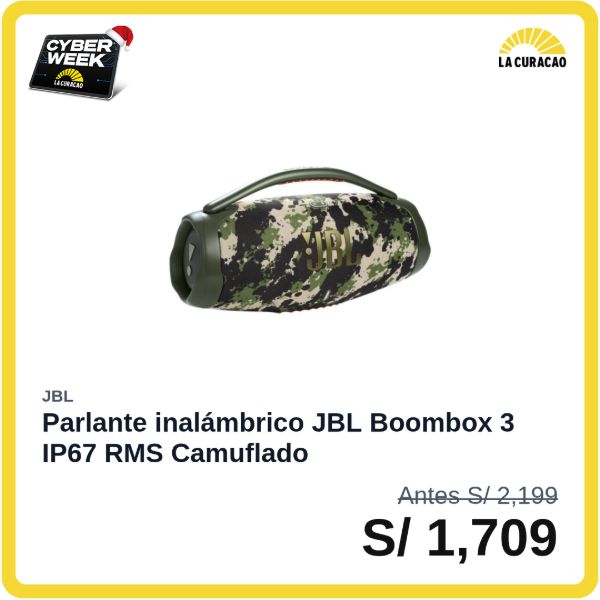 CYBER
WEEK
LA CURACAO
LA CURACAO
JBL
JBL
Parlante inalámbrico JBL Boombox 3
IP67 RMS Camuflado
Antes S/ 2,199
S/ 1,709